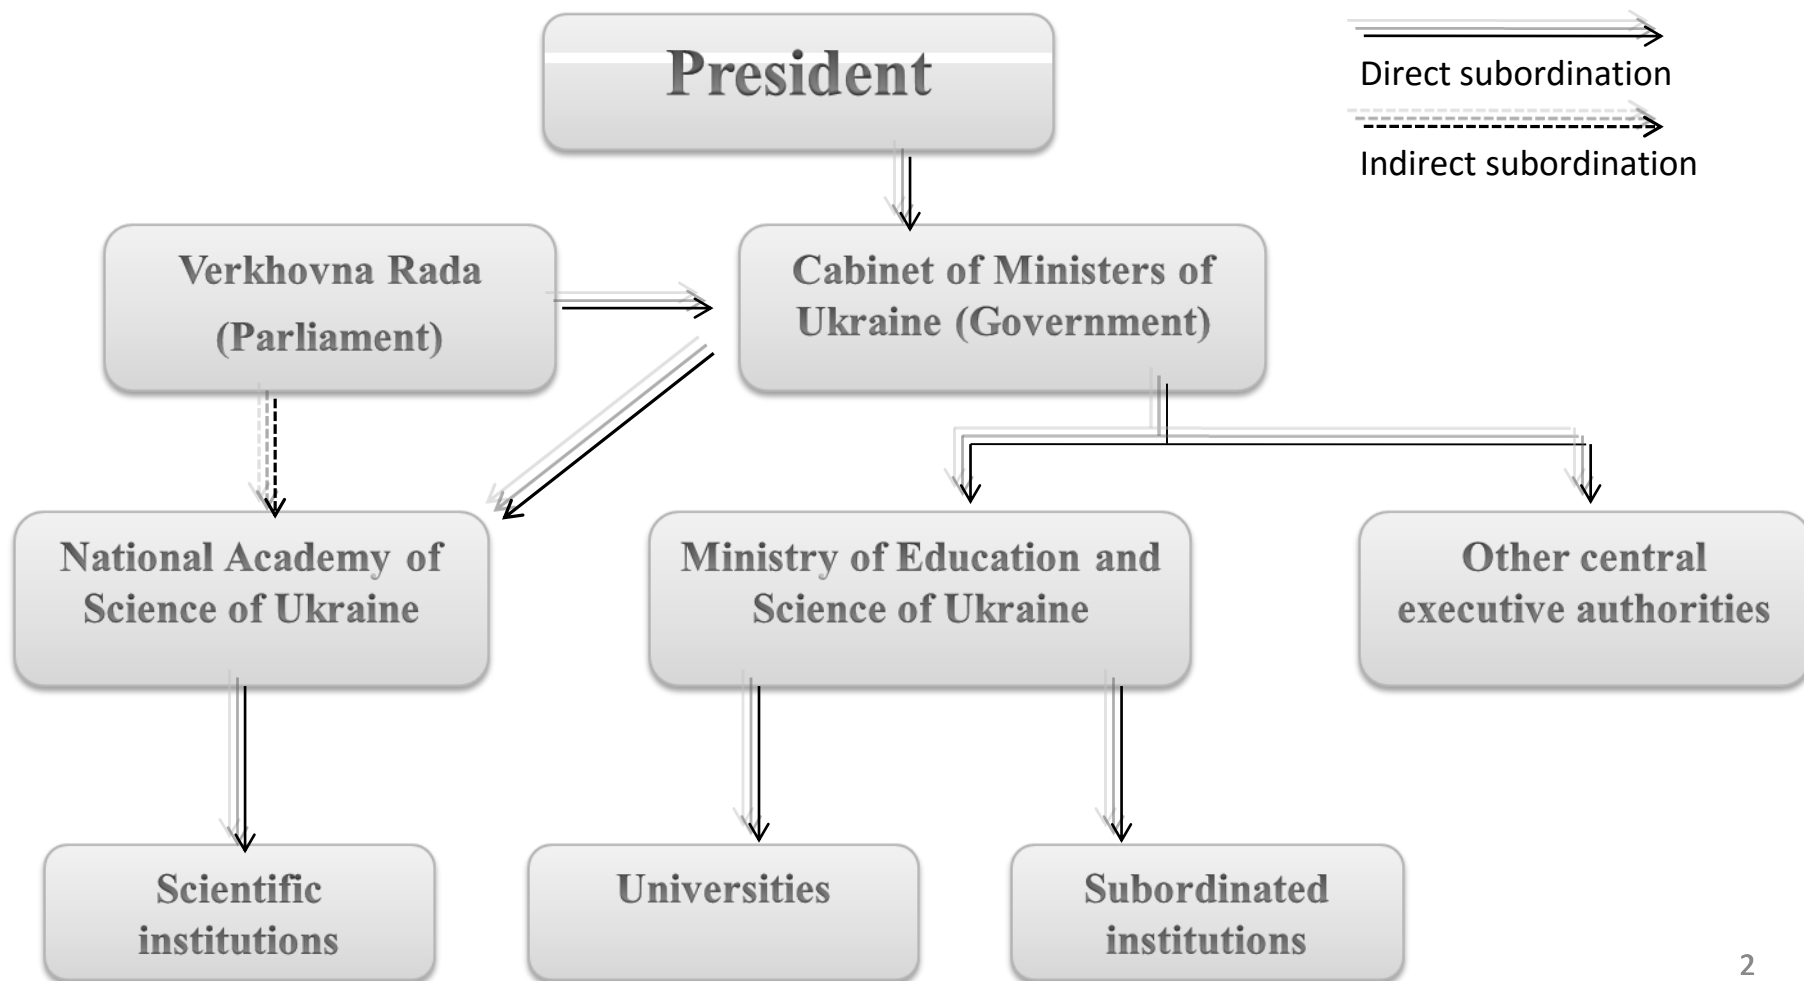 President
Direct subordination
Indirect subordination
Verkhovna Rada
(Parliament)
Cabinet of Ministers of
Ukraine (Government)
National Academy of
Science of Ukraine
Ministry of Education and
Science of Ukraine
Other central
executive authorities
Scientific
institutions
Universities
Subordinated
institutions
2